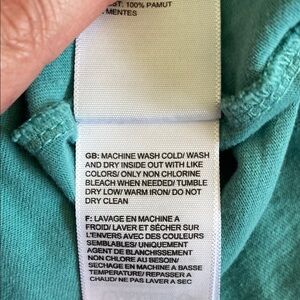 ST: 100% PAMUT
MENTES
GB: MACHINE WASH COLD/ WASH
AND DRY INSIDE OUT WITH LIKE
COLORS/ ONLY NON CHLORINE
BLEACH WHEN NEEDED/ TUMBLE
DRY LOW/ WARM IRON/ DO NOT
DRY CLEAN
F: LAVAGE EN MACHINE A
FROID/ LAVER ET SÉCHER SUR
L'ENVERS AVEC DES COULEURS
SEMBLABLES/ UNIQUEMENT
AGENT DE BLANCHISSEMENT
NON CHLORE AU BESOIN/
SECHAGE EN MACHINE A BASSE
TEMPERATURE/ REPASSER A
CHAUD/ NE PAS LAVER A SEC